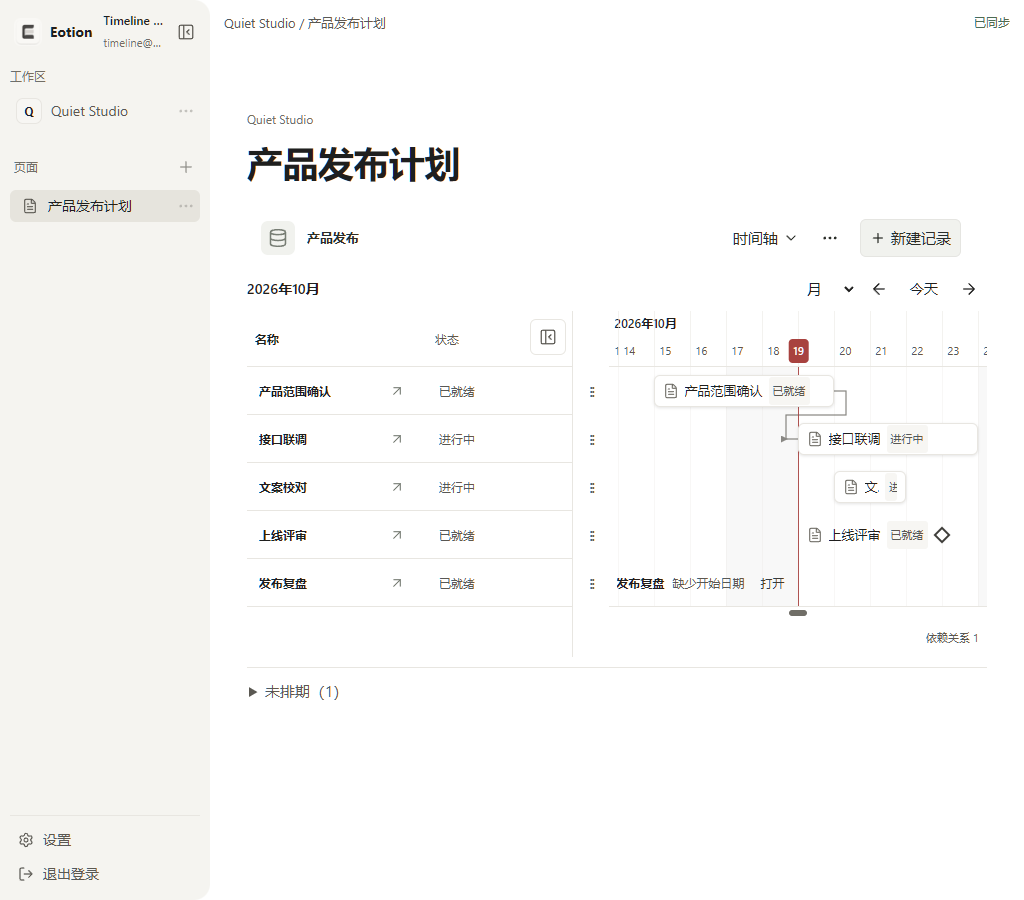 Eotion
Timeline ...
timeline@...
工作区
Q Quiet Studio
页面
产品发布计划
设置
退出登录
Quiet Studio / 产品发布计划
已同步
Quiet Studio
产品发布计划
产品发布
时间轴
新建记录
2026年10月
月
今天
名称 状态
2026年10月
1 14 15 16 17 18 19 20 21 22 23 2
产品范围确认 已就绪
产品范围确认 已就绪
接口联调 进行中
接口联调 进行中
文案校对 进行中
文. 进
上线评审 已就绪
上线评审 已就绪
发布复盘 已就绪
发布复盘 缺少开始日期 打开
依赖关系 1
未排期 (1)